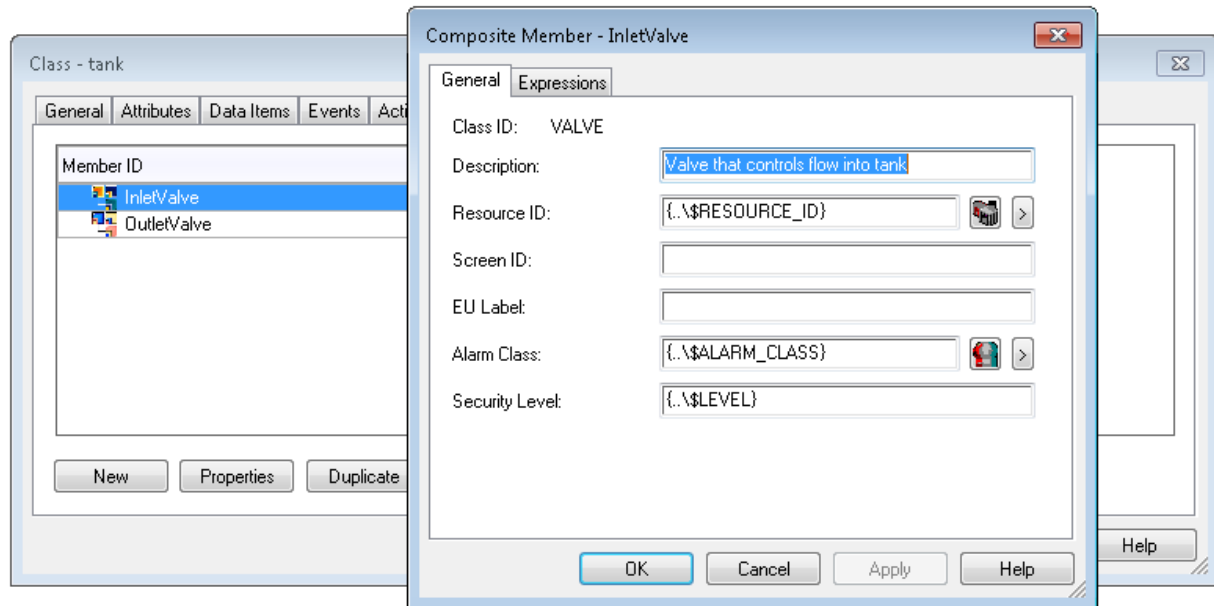 Class - tank
General Attributes Data Items Events Acti
Member ID
InletValve
OutletValve
New Properties Duplicate
Help
Composite Member - InletValve
General Expressions
Class ID: VALVE
Description: Valve that controls flow into tank
Resource ID: {..\$RESOURCE_ID} >
Screen ID:
EU Label:
Alarm Class: {..\$ALARM_CLASS} >
Security Level: {..\$LEVEL}
OK Cancel Apply Help